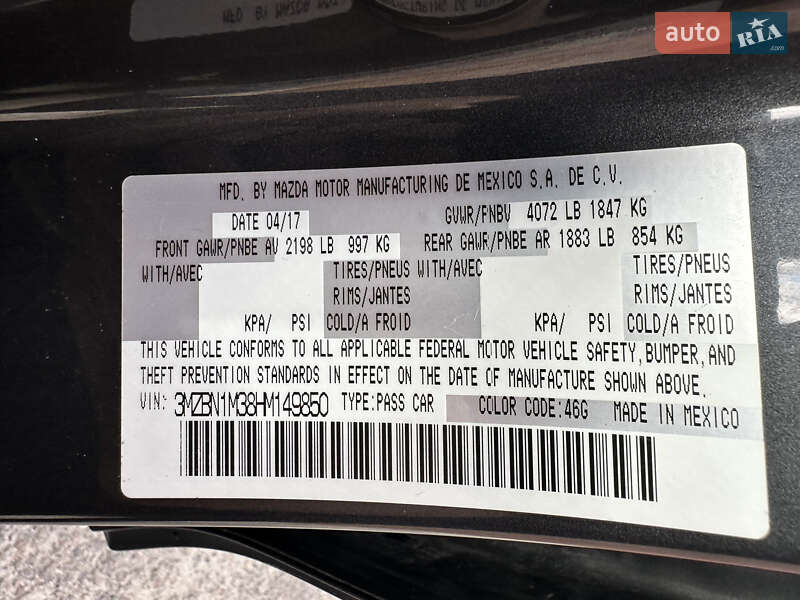 auto RIA.com
MFD. BY MAZDA MOTOR MANUFACTURING DE MEXICO S.A. DE C.V.
DATE 04/17 GVWR/PNBV 4072 LB 1847 KG
FRONT GAWR/PNBE AV 2198 LB 997 KG REAR GAWR/PNBE AR 1883 LB 854 KG
WITH/AVEC TIRES/PNEUS WITH/AVEC TIRES/PNEUS
RIMS/JANTES RIMS/JANTES
KPA/ PSI COLD/A FROID KPA/ PSI COLD/A FROID
THIS VEHICLE CONFORMS TO ALL APPLICABLE FEDERAL MOTOR VEHICLE SAFETY, BUMPER, AND
THEFT PREVENTION STANDARDS IN EFFECT ON THE DATE OF MANUFACTURE SHOWN ABOVE.
VIN: 3MZBN1M38HM149850 TYPE:PASS CAR COLOR CODE:46G MADE IN MEXICO